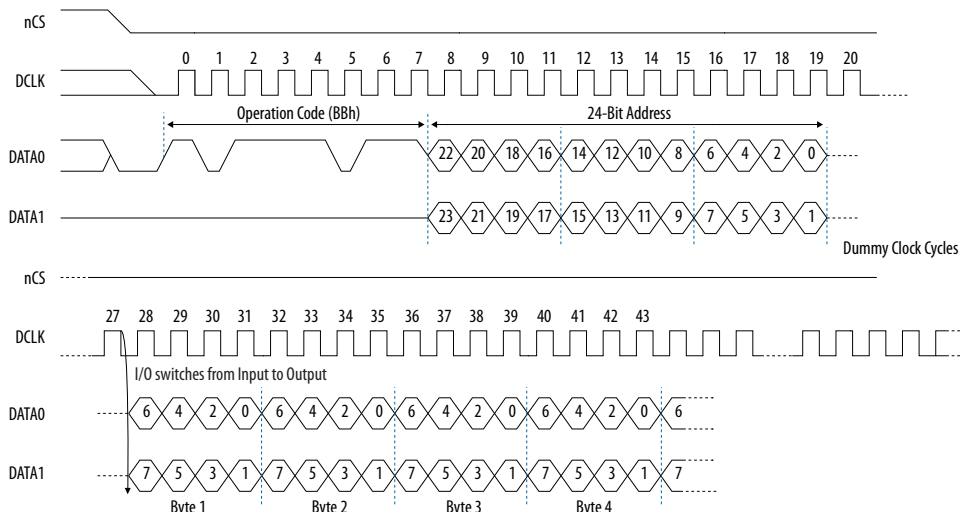 nCS
0 1 2 3 4 5 6 7 8 9 10 11 12 13 14 15 16 17 18 19 20
DCLK
Operation Code (BBh) 24-Bit Address
DATA0 22 20 18 16 14 12 10 8 6 4 2 0
DATA1 23 21 19 17 15 13 11 9 7 5 3 1
Dummy Clock Cycles
nCS
27 28 29 30 31 32 33 34 35 36 37 38 39 40 41 42 43
DCLK
I/O switches from Input to Output
DATA0 6 4 2 0 6 4 2 0 6 4 2 0 6 4 2 0 6
DATA1 7 5 3 1 7 5 3 1 7 5 3 1 7 5 3 1 7
Byte 1 Byte 2 Byte 3 Byte 4